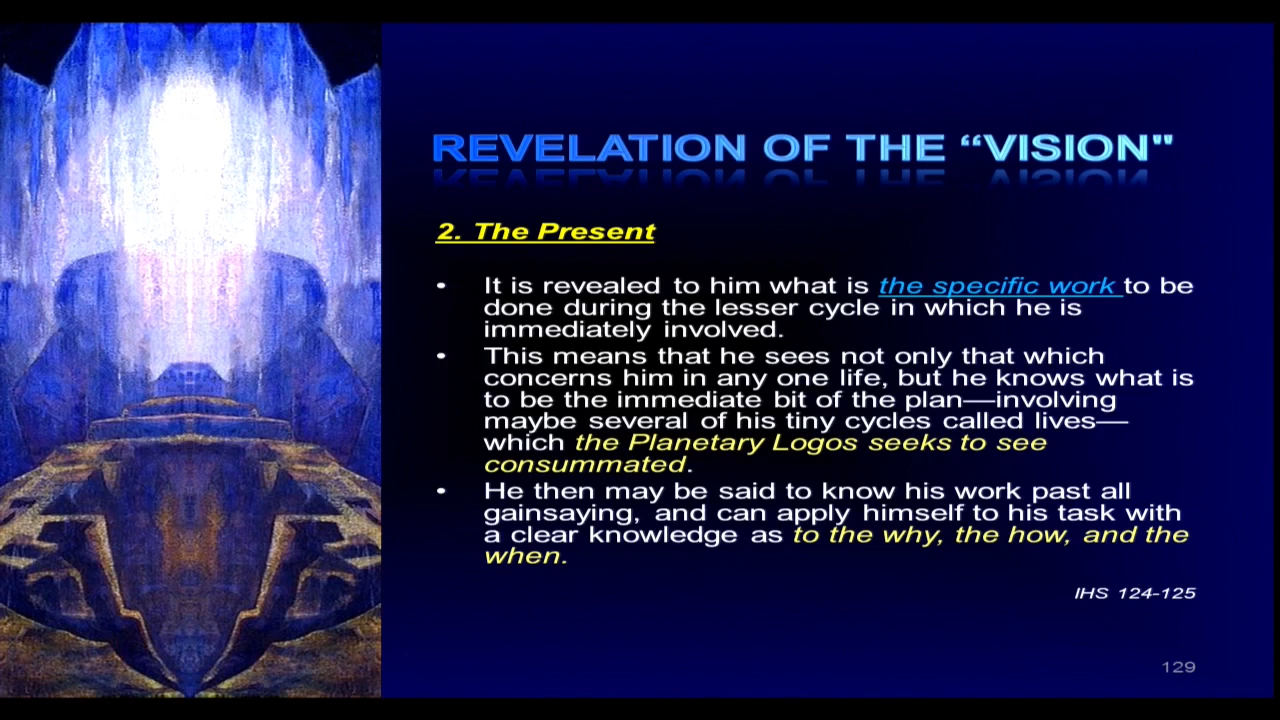 REVELATION OF THE “VISION"
2. The Present
• It is revealed to him what is the specific work to be
done during the lesser cycle in which he is
immediately involved.
• This means that he sees not only that which
concerns him in any one life, but he knows what is
to be the immediate bit of the plan—involving
maybe several of his tiny cycles called lives—
which the Planetary Logos seeks to see
consummated.
• He then may be said to know his work past all
gainsaying, and can apply himself to his task with
a clear knowledge as to the why, the how, and the
when.
IHS 124-125
129